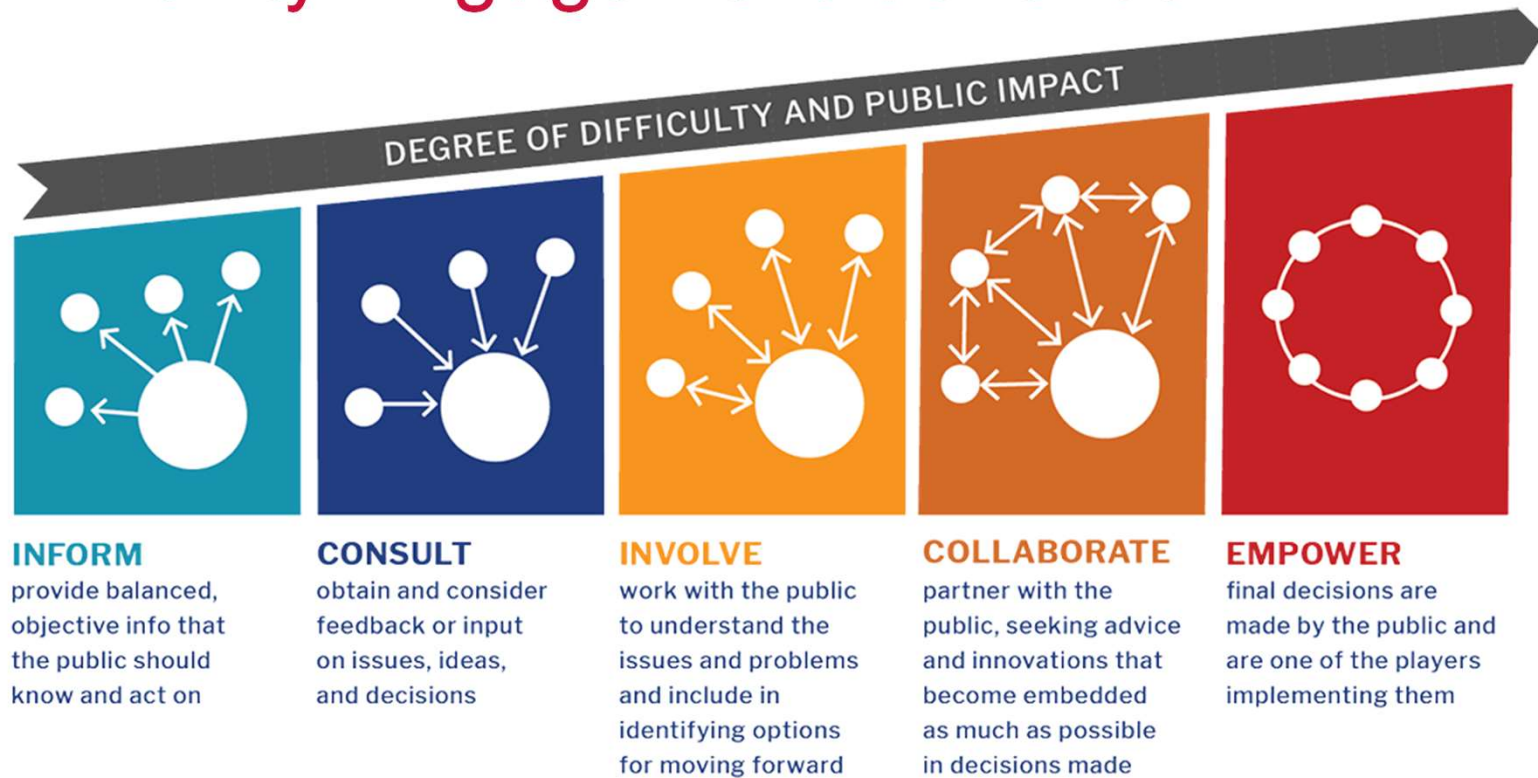 DEGREE OF DIFFICULTY AND PUBLIC IMPACT
INFORM
provide balanced,
objective info that
the public should
know and act on
CONSULT
obtain and consider
feedback or input
on issues, ideas,
and decisions
INVOLVE
work with the public
to understand the
issues and problems
and include in
identifying options
for moving forward
COLLABORATE
partner with the
public, seeking advice
and innovations that
become embedded
as much as possible
in decisions made
EMPOWER
final decisions are
made by the public and
are one of the players
implementing them